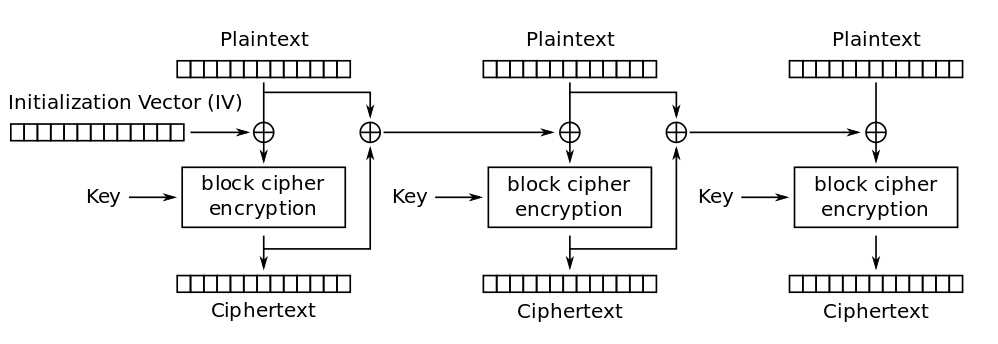 Plaintext
Plaintext
Plaintext
Initialization Vector (IV)
Key
block cipher
encryption
Key
block cipher
encryption
Key
block cipher
encryption
Ciphertext
Ciphertext
Ciphertext